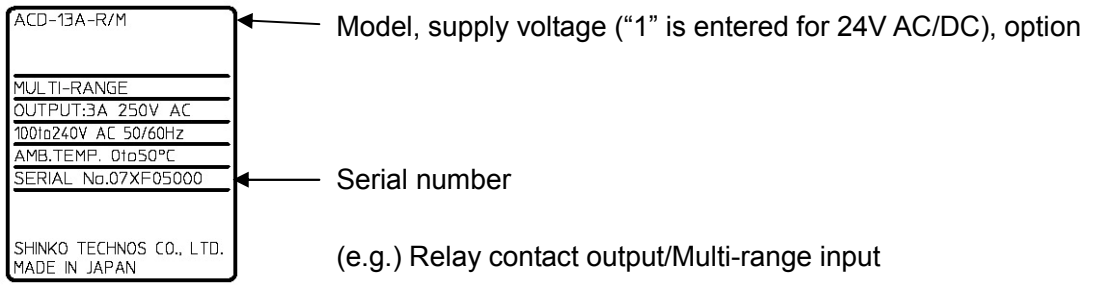 ACD-13A-R/M
Model, supply voltage (“1” is entered for 24V AC/DC), option
MULTI-RANGE
OUTPUT:3A 250V AC
100to240V AC 50/60Hz
AMB.TEMP. 0to50°C
SERIAL No.07XF05000
Serial number
SHINKO TECHNOS CO., LTD.
MADE IN JAPAN
(e.g.) Relay contact output/Multi-range input